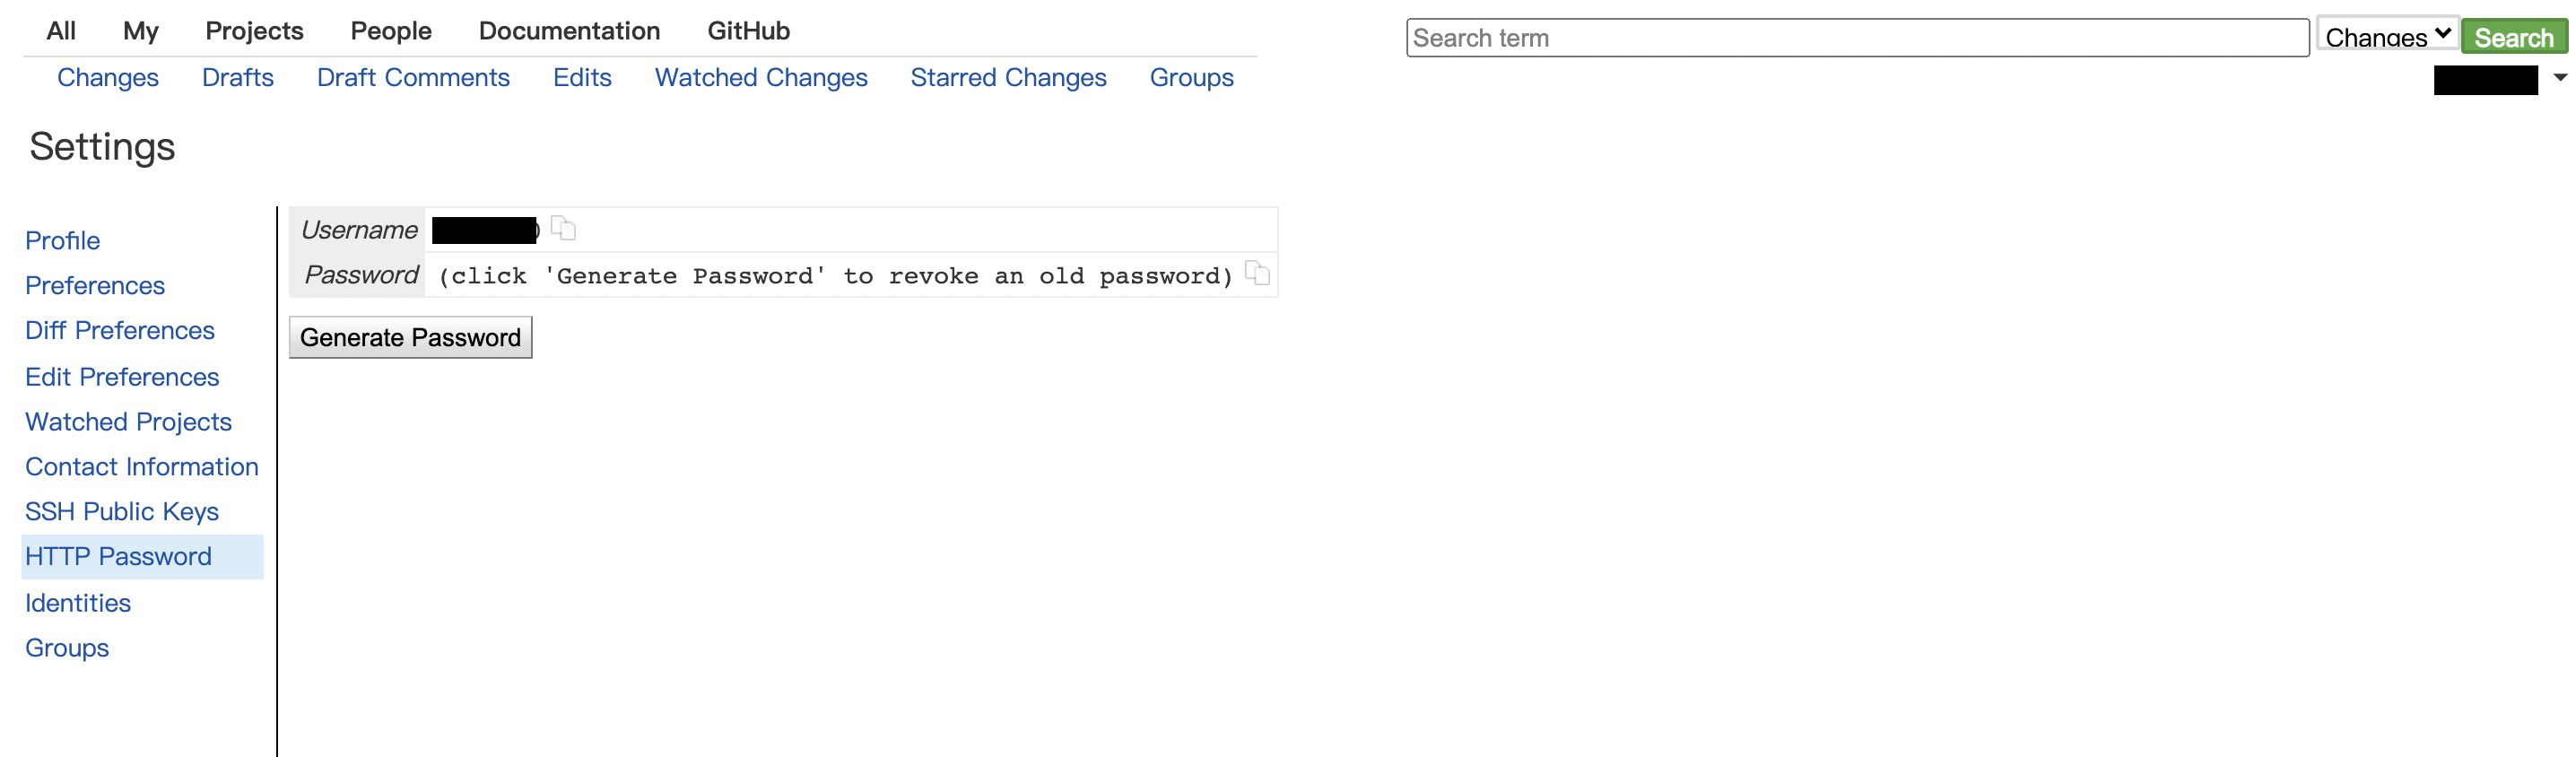 All My Projects People Documentation GitHub
Search term Changes Search
Changes Drafts Draft Comments Edits Watched Changes Starred Changes Groups
Settings
Profile
Preferences
Diff Preferences
Edit Preferences
Watched Projects
Contact Information
SSH Public Keys
HTTP Password
Identities
Groups
Username
Password (click 'Generate Password' to revoke an old password)
Generate Password